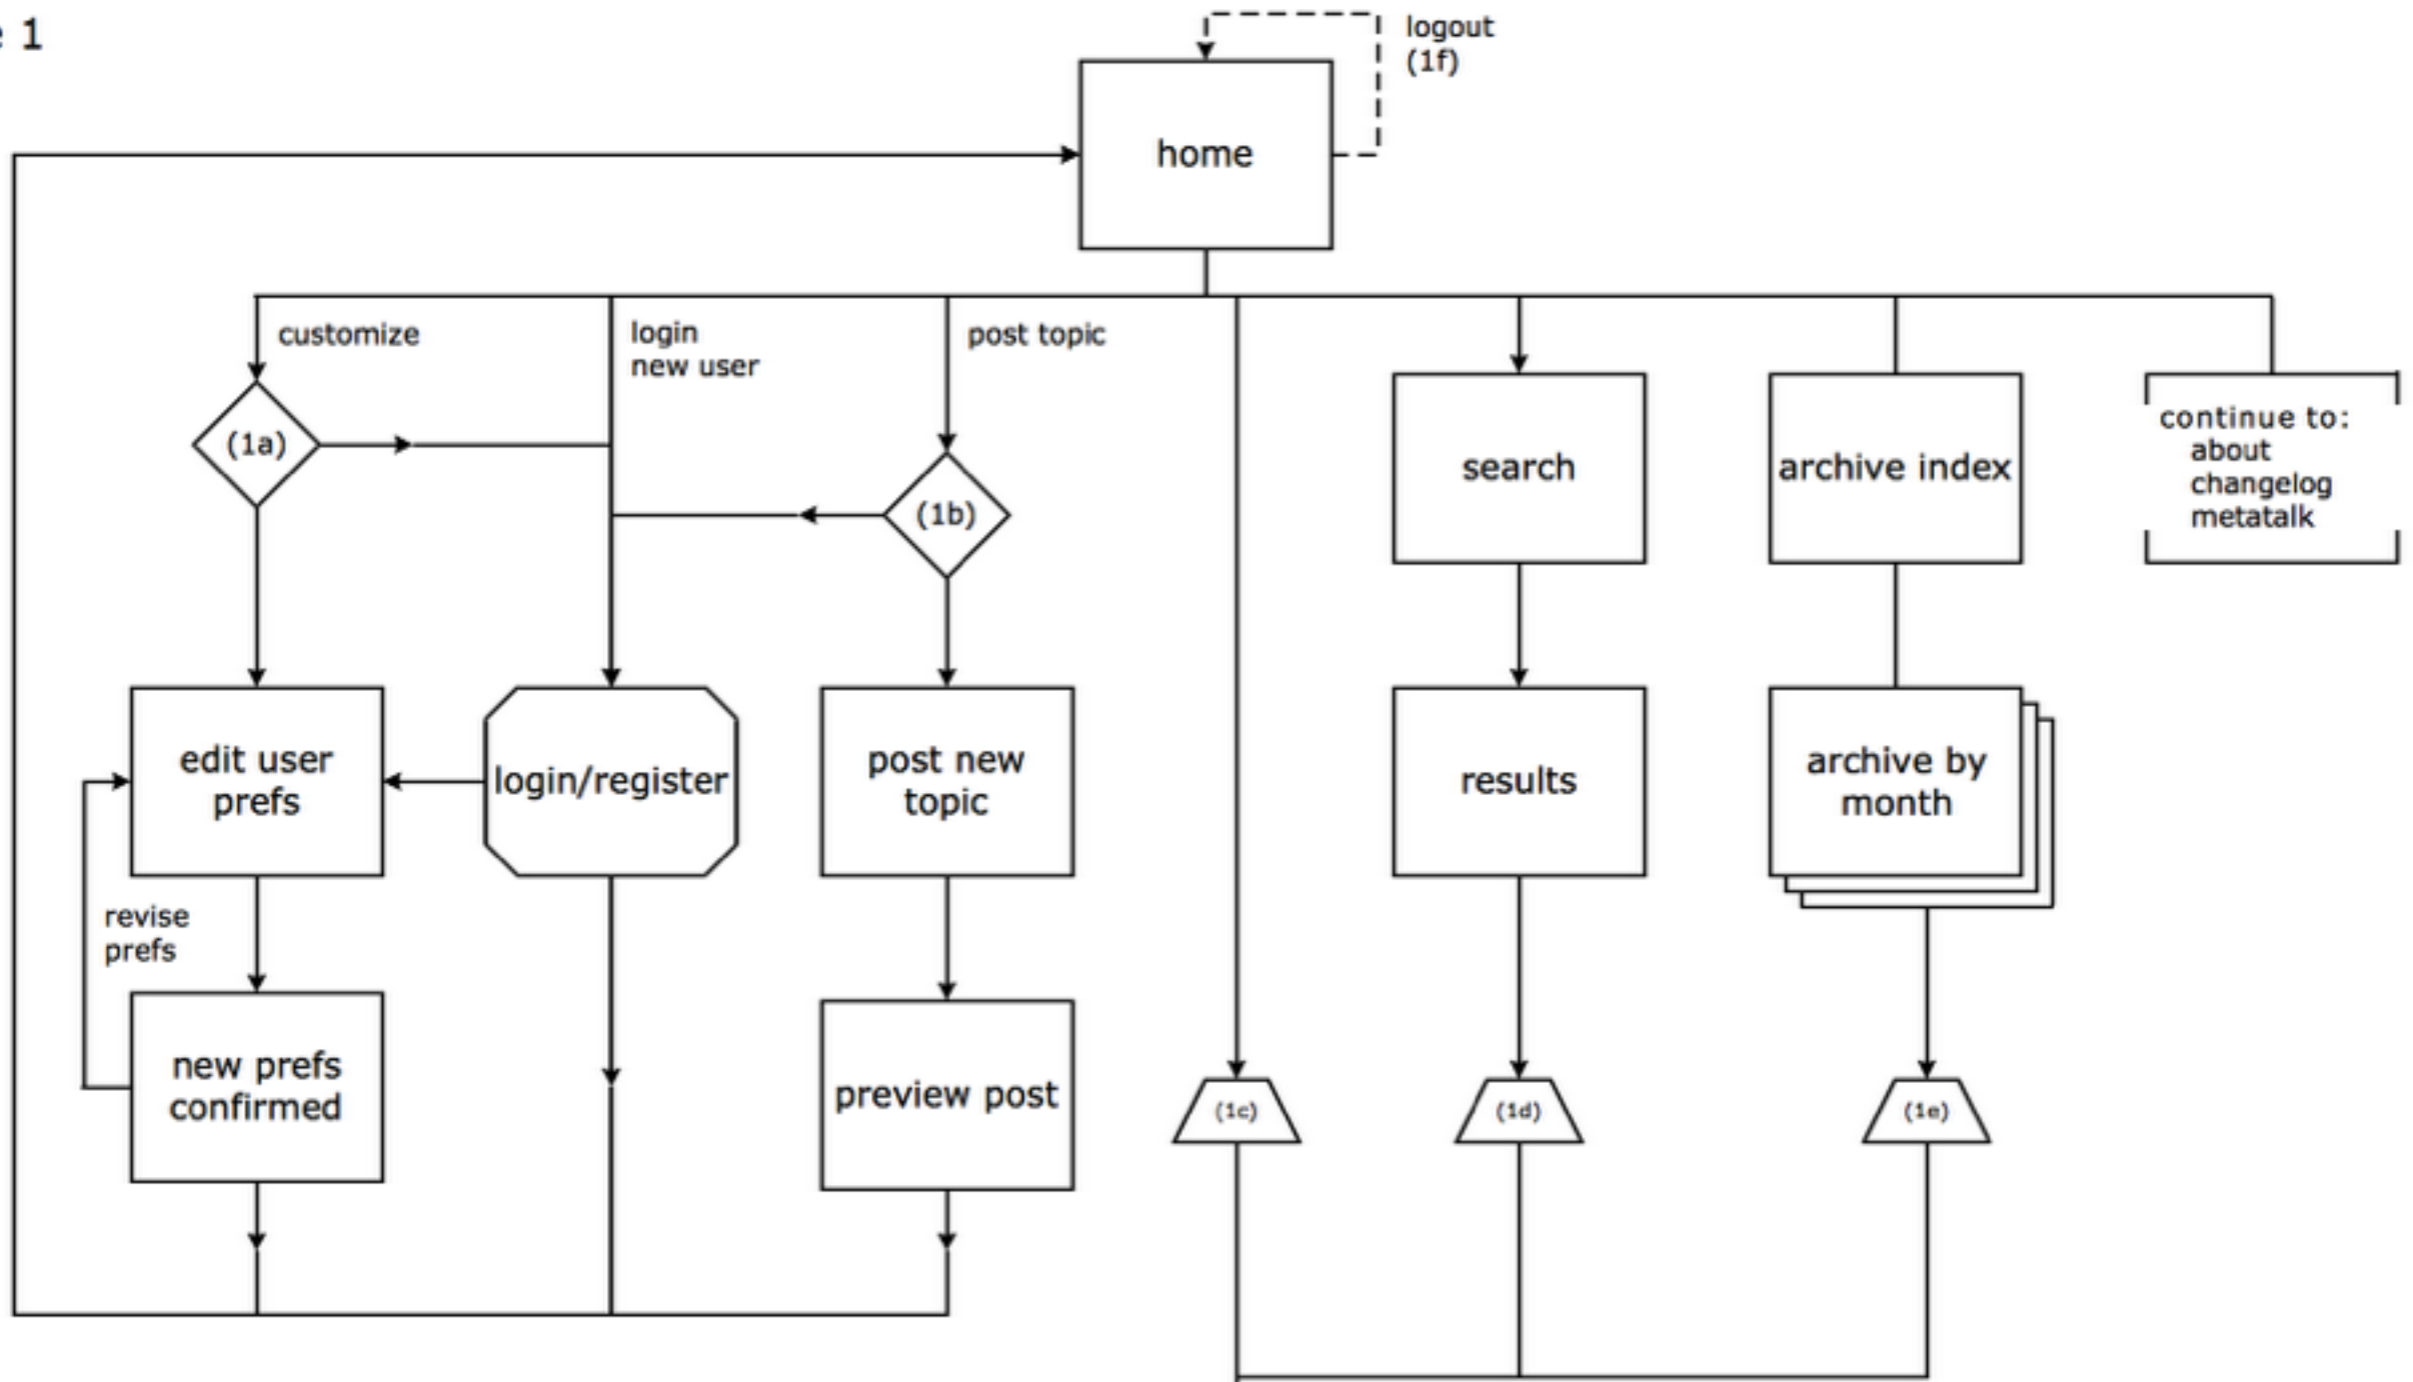 1
logout
(1f)
home
customize
login
new user
post topic
(1a)
(1b)
search
archive index
continue to:
about
changelog
metatalk
edit user
prefs
login/register
post new
topic
results
archive by
month
revise
prefs
new prefs
confirmed
preview post
(1c)
(1d)
(1e)